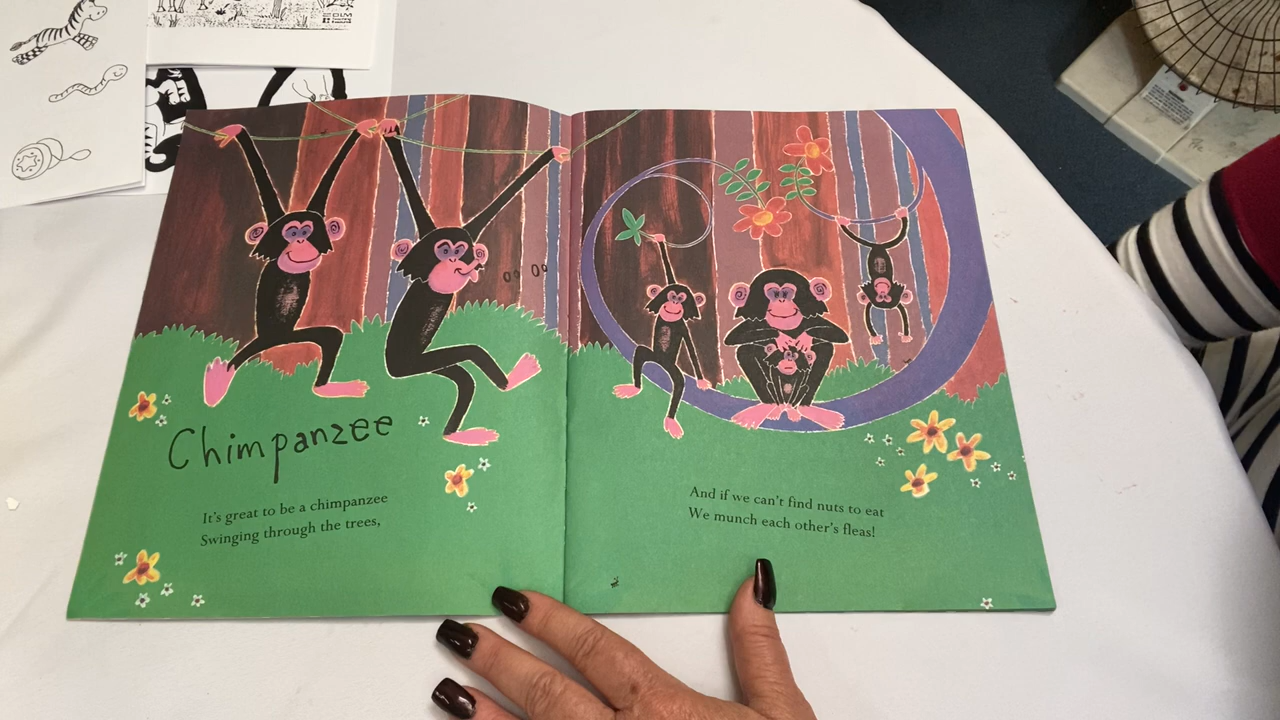 Chimpanzee
It's great to be a chimpanzee
Swinging through the trees,
And if we can't find nuts to eat
We munch each other's fleas!
DLM